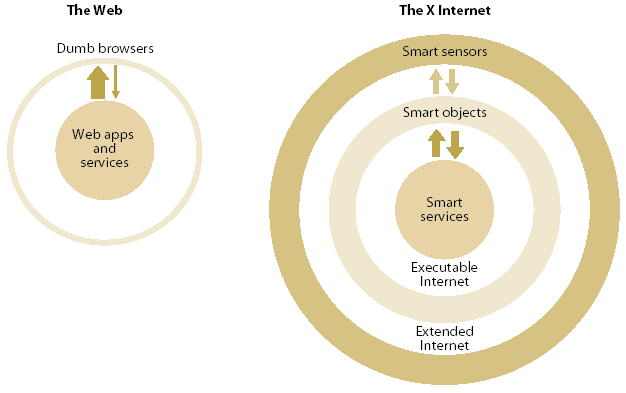 The Web
Dumb browsers
Web apps
and
services
The X Internet
Smart sensors
Smart objects
Smart
services
Executable
Internet
Extended
Internet